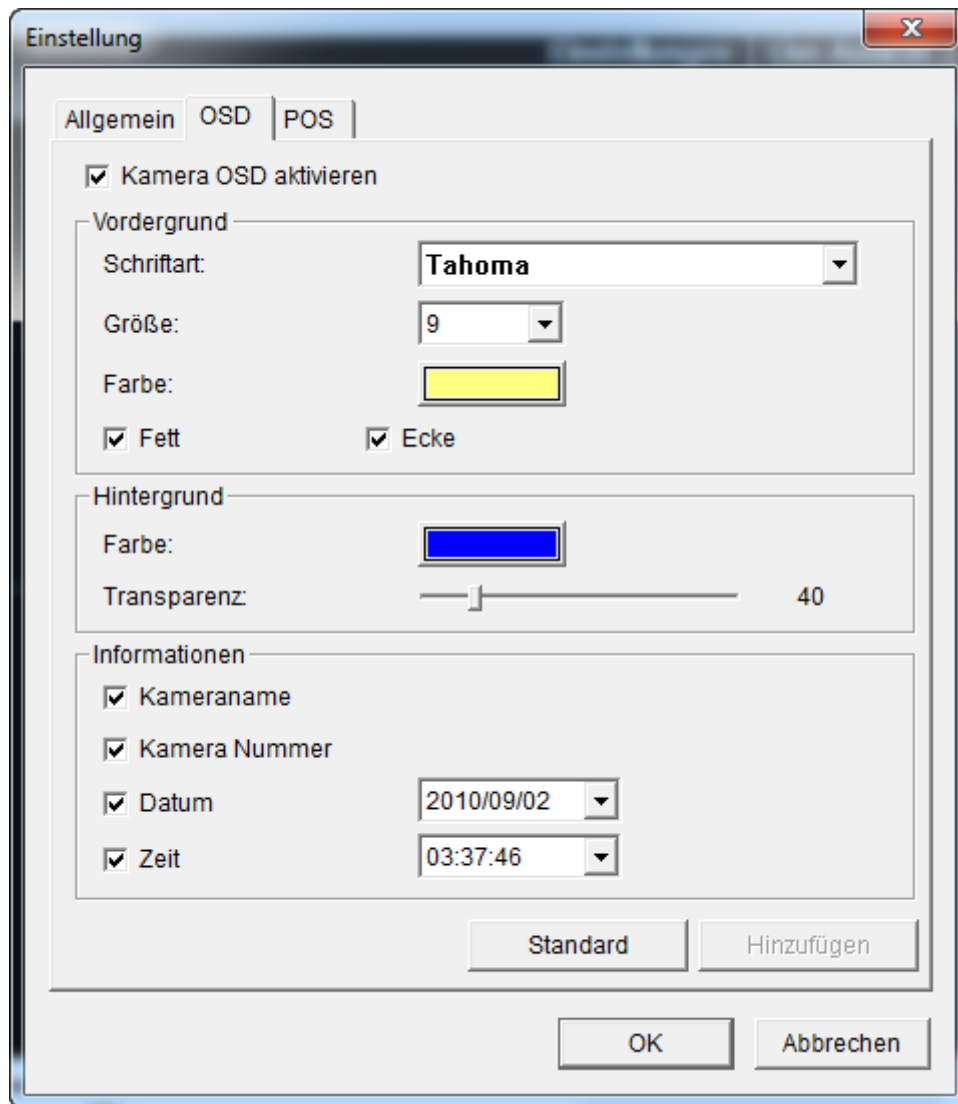 Einstellung
Allgemein OSD POS
Kamera OSD aktivieren
Vordergrund
Schriftart: Tahoma
Größe: 9
Farbe:
Fett Ecke
Hintergrund
Farbe:
Transparenz: 40
Informationen
Kameraname
Kamera Nummer
Datum 2010/09/02
Zeit 03:37:46
Standard Hinzufügen
OK Abbrechen